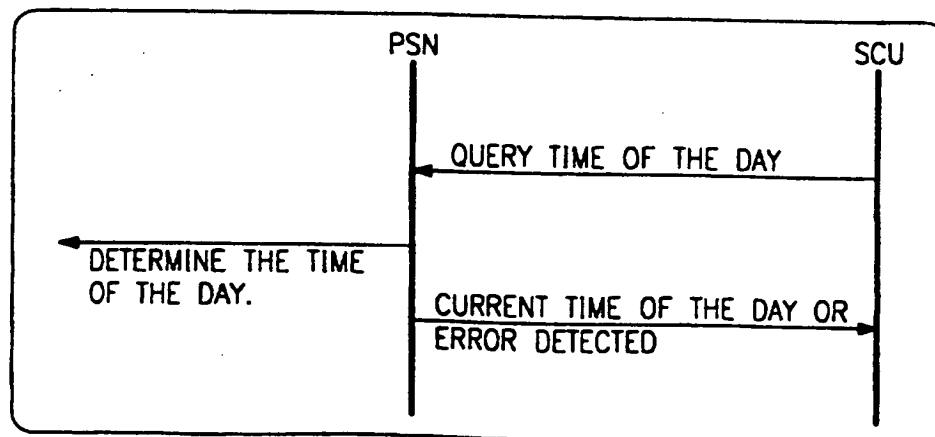 PSN
SCU
QUERY TIME OF THE DAY
DETERMINE THE TIME
OF THE DAY.
CURRENT TIME OF THE DAY OR
ERROR DETECTED